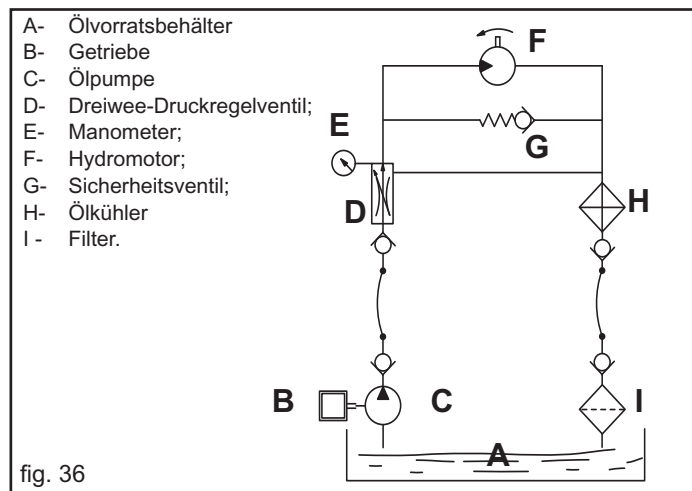 A- Ölvorratsbehälter
B- Getriebe
C- Ölpumpe
D- Dreiwee-Druckregelventil;
E- Manometer;
F- Hydromotor;
G- Sicherheitsventil;
H- Ölkühler
I - Filter.
F
E
G
D
H
B
C
I
A
fig. 36